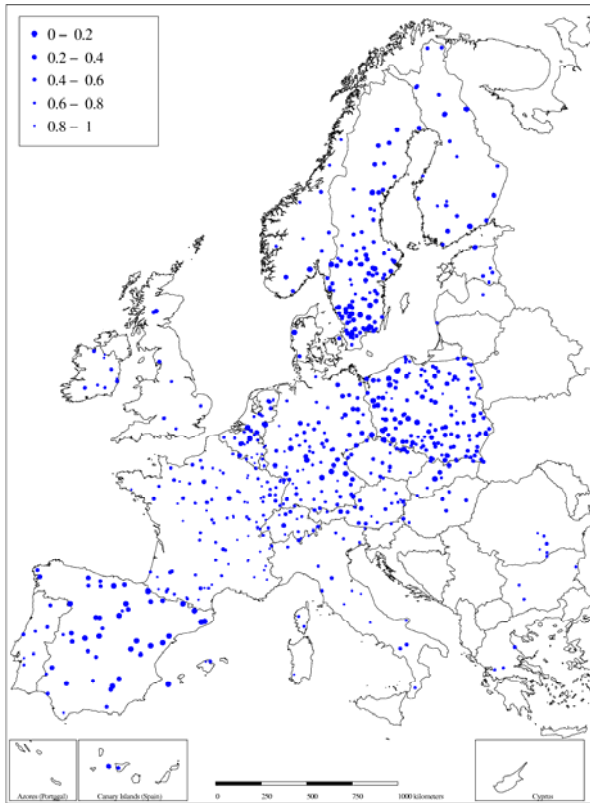 0 – 0.2
0.2 – 0.4
0.4 – 0.6
0.6 – 0.8
0.8 – 1
Azores (Portugal)
Canary Islands (Spain)
0 250 500 750 1000 kilometers
Cyprus